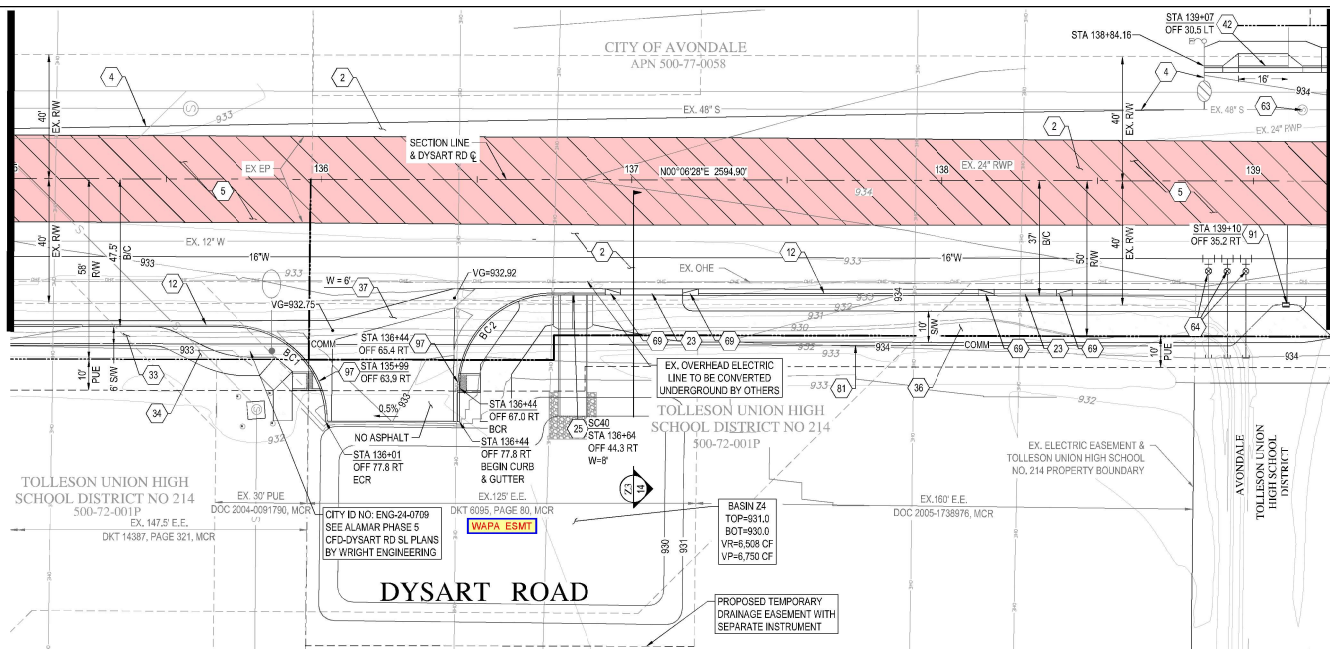 CITY OF AVONDALE
APN 500-77-0058
STA 139+07
OFF 30.5 LT
42
STA 138+84.16
4
2
4
16'
934
63
40'
EX. R/W
933
EX. 48" S
EX. 48" S
40'
EX. R/W
2
EX. 24" RWP
SECTION LINE
& DYSART RD ℄
EX EP
136
137
N00°06'28"E 2594.90'
138
EX. 24" RWP
139
5
934
5
40'
EX. R/W
58'
R/W
47.5'
B/C
EX. 12" W
933
16"W
2
12
16"W
933
37'
B/C
50'
R/W
40'
EX. R/W
STA 139+10
OFF 35.2 RT
91
EX. OHE
933
W = 6'
37
VG=932.92
12
VG=932.75
934
933
932
931
930
64
10'
S/W
COMM
STA 136+44
OFF 65.4 RT
97
BC2
BC1
STA 135+99
OFF 63.9 RT
97
69
23
69
932
933
934
COMM
69
23
69
10'
PUE
934
933
10'
PUE
6' S/W
33
34
EX. OVERHEAD ELECTRIC
LINE TO BE CONVERTED
UNDERGROUND BY OTHERS
81
36
933
932
0.5%
933
932
NO ASPHALT
STA 136+01
OFF 77.8 RT
ECR
STA 136+44
OFF 67.0 RT
BCR
STA 136+44
OFF 77.8 RT
BEGIN CURB
& GUTTER
25
SC40
STA 136+64
OFF 44.3 RT
W=8'
TOLLESON UNION HIGH
SCHOOL DISTRICT NO 214
500-72-001P
EX. ELECTRIC EASEMENT &
TOLLESON UNION HIGH SCHOOL
NO. 214 PROPERTY BOUNDARY
AVONDALE
TOLLESON UNION
HIGH SCHOOL
DISTRICT
TOLLESON UNION HIGH
SCHOOL DISTRICT NO 214
500-72-001P
EX. 147.5' E.E.
DKT 14387, PAGE 321, MCR
EX. 30' PUE
DOC 2004-0091790, MCR
EX.125' E.E.
DKT 6095, PAGE 80, MCR
WAPA ESMT
Z3
14
EX.160' E.E.
DOC 2005-1738976, MCR
CITY ID NO: ENG-24-0709
SEE ALAMAR PHASE 5
CFD-DYSART RD SL PLANS
BY WRIGHT ENGINEERING
BASIN Z4
TOP=931.0
BOT=930.0
VR=6,508 CF
VP=6,750 CF
930
931
DYSART ROAD
PROPOSED TEMPORARY
DRAINAGE EASEMENT WITH
SEPARATE INSTRUMENT